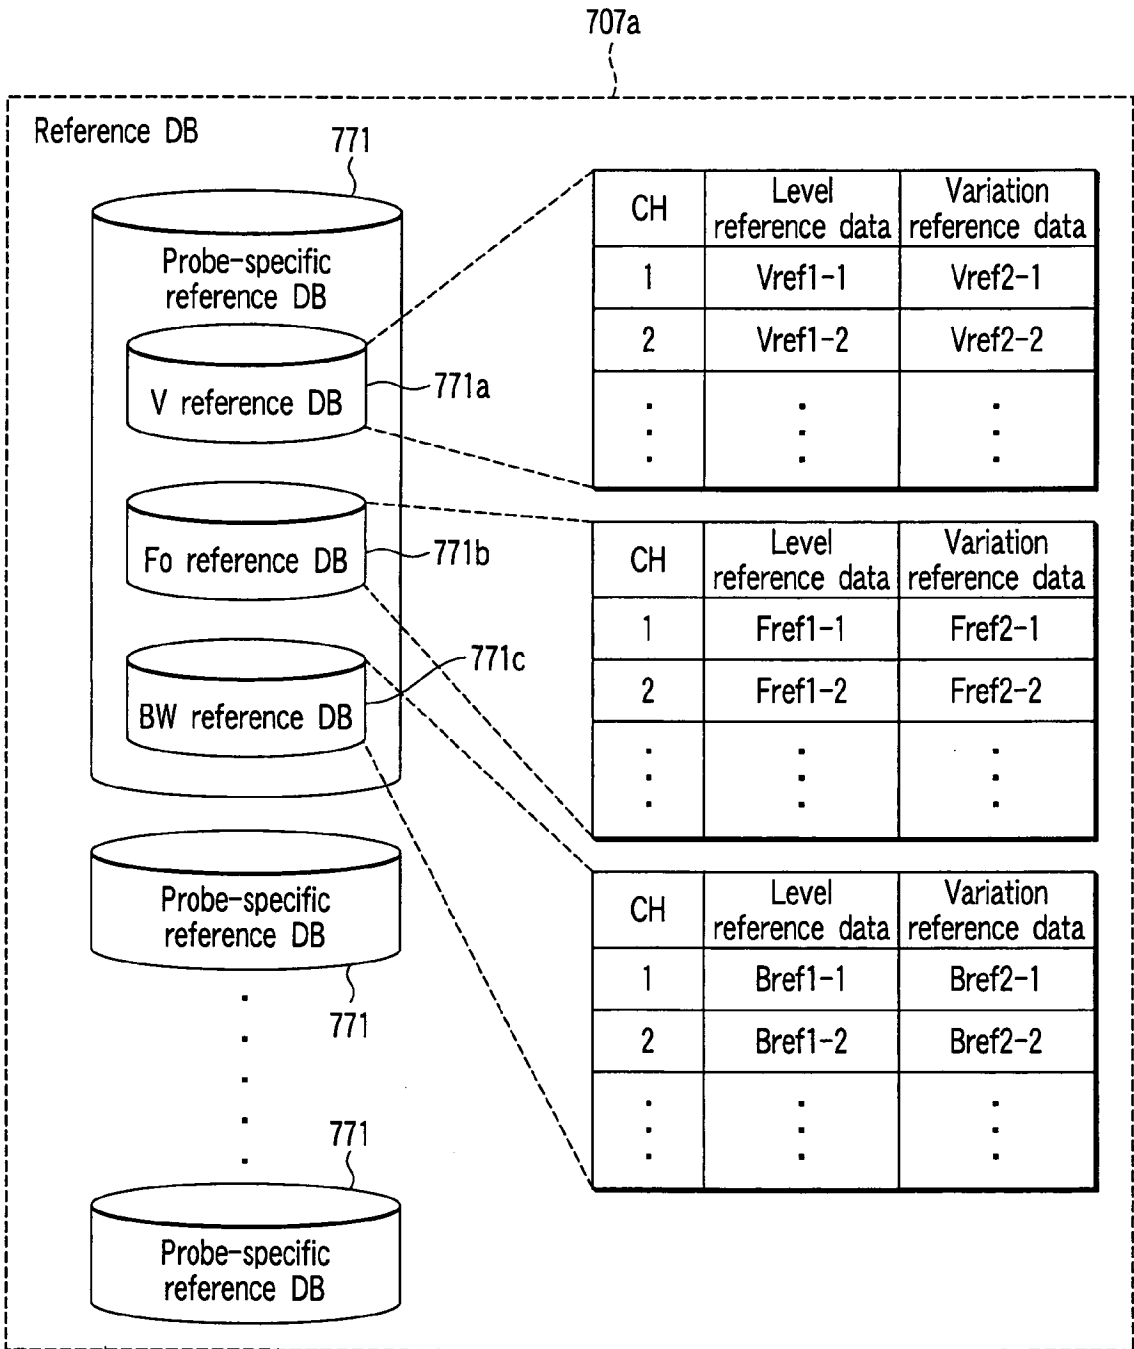 707a
Reference DB
771
Probe-specific
reference DB
V reference DB
771a
Fo reference DB
771b
BW reference DB
771c
Probe-specific
reference DB
771
771
Probe-specific
reference DB
CH Level reference data Variation reference data
1 Vref1-1 Vref2-1
2 Vref1-2 Vref2-2
CH Level reference data Variation reference data
1 Fref1-1 Fref2-1
2 Fref1-2 Fref2-2
CH Level reference data Variation reference data
1 Bref1-1 Bref2-1
2 Bref1-2 Bref2-2